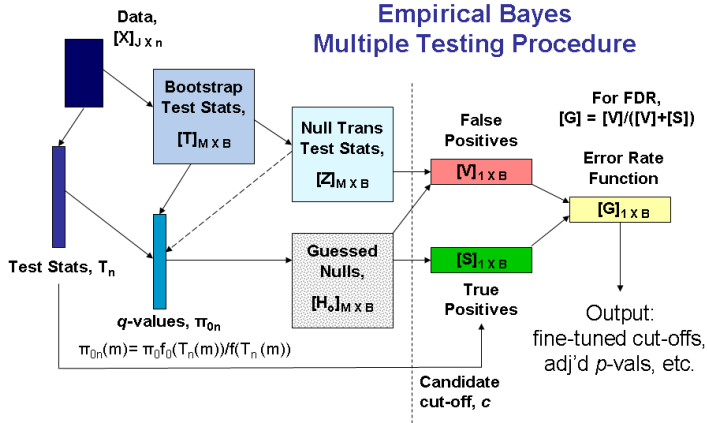 Empirical Bayes
Multiple Testing Procedure
Data,
[X]J X n
Bootstrap
Test Stats,
[T]M X B
Null Trans
Test Stats,
[Z]M X B
False
Positives
[V]1 X B
For FDR,
[G] = [V]/([V]+[S])
Error Rate
Function
[G]1 X B
Test Stats, Tn
Guessed
Nulls,
[Ho]M X B
[S]1 X B
True
Positives
q-values, π0n
π0n(m)= π0f0(Tn(m))/f(Tn (m))
Candidate
cut-off, c
Output:
fine-tuned cut-offs,
adj'd p-vals, etc.